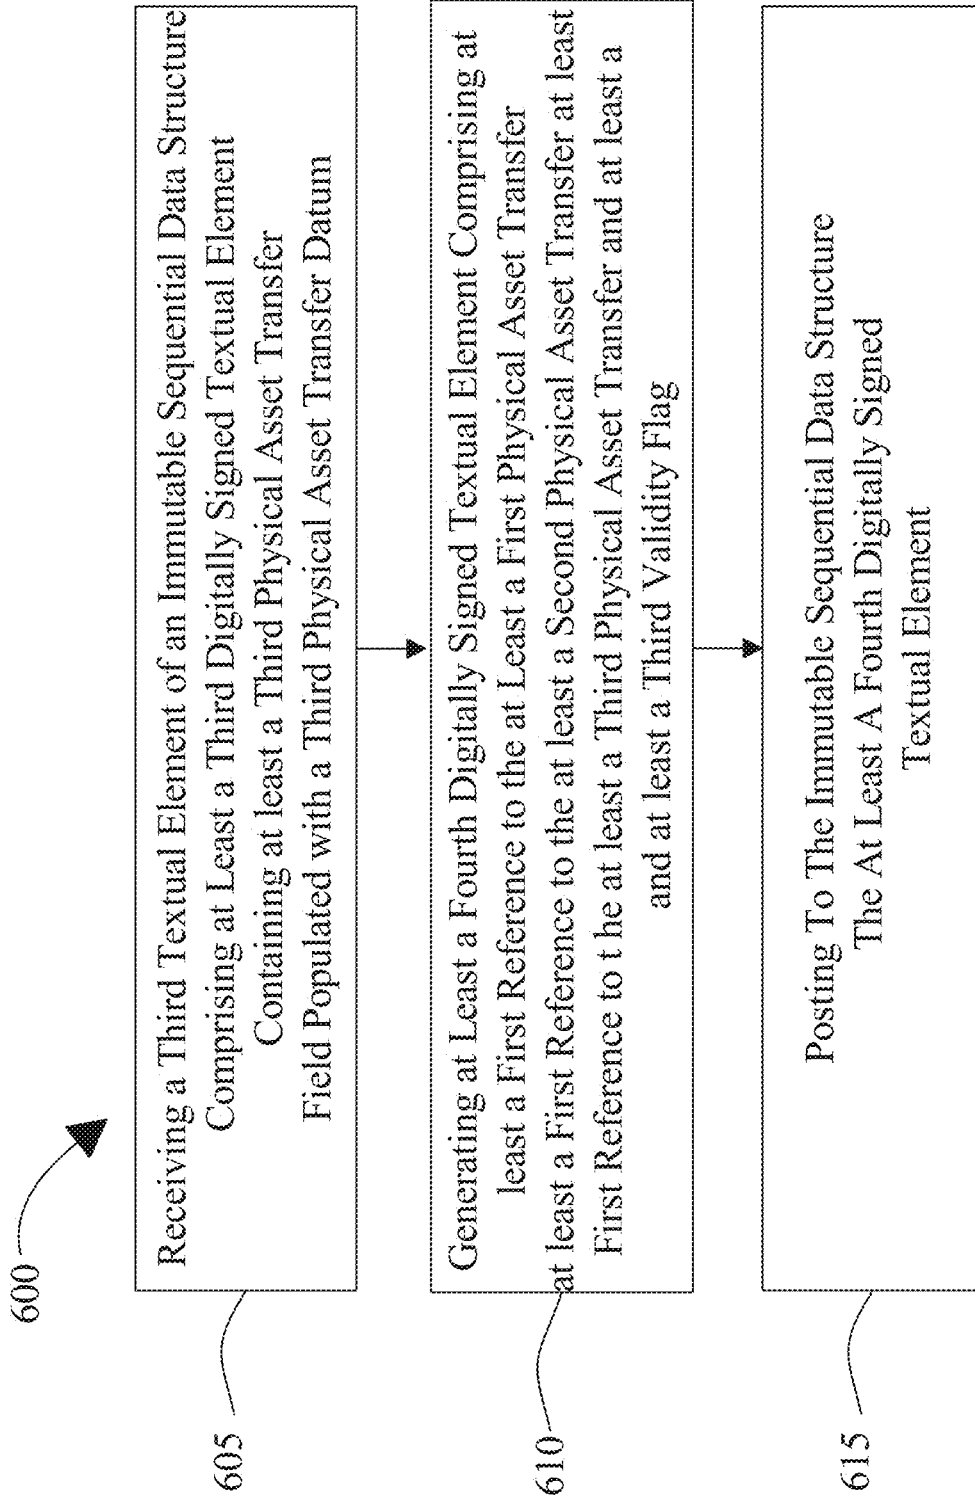 600
605
Receiving a Third Textual Element of an Immutable Sequential Data Structure
Comprising at Least a Third Digitally Signed Textual Element
Containing at least a Third Physical Asset Transfer
Field Populated with a Third Physical Asset Transfer Datum
610
Generating at Least a Fourth Digitally Signed Textual Element Comprising at
least a First Reference to the at Least a First Physical Asset Transfer
at least a First Reference to the at least a Second Physical Asset Transfer at least
First Reference to t he at least a Third Physical Asset Transfer and at least a
and at least a Third Validity Flag
615
Posting To The Immutable Sequential Data Structure
The At Least A Fourth Digitally Signed
Textual Element